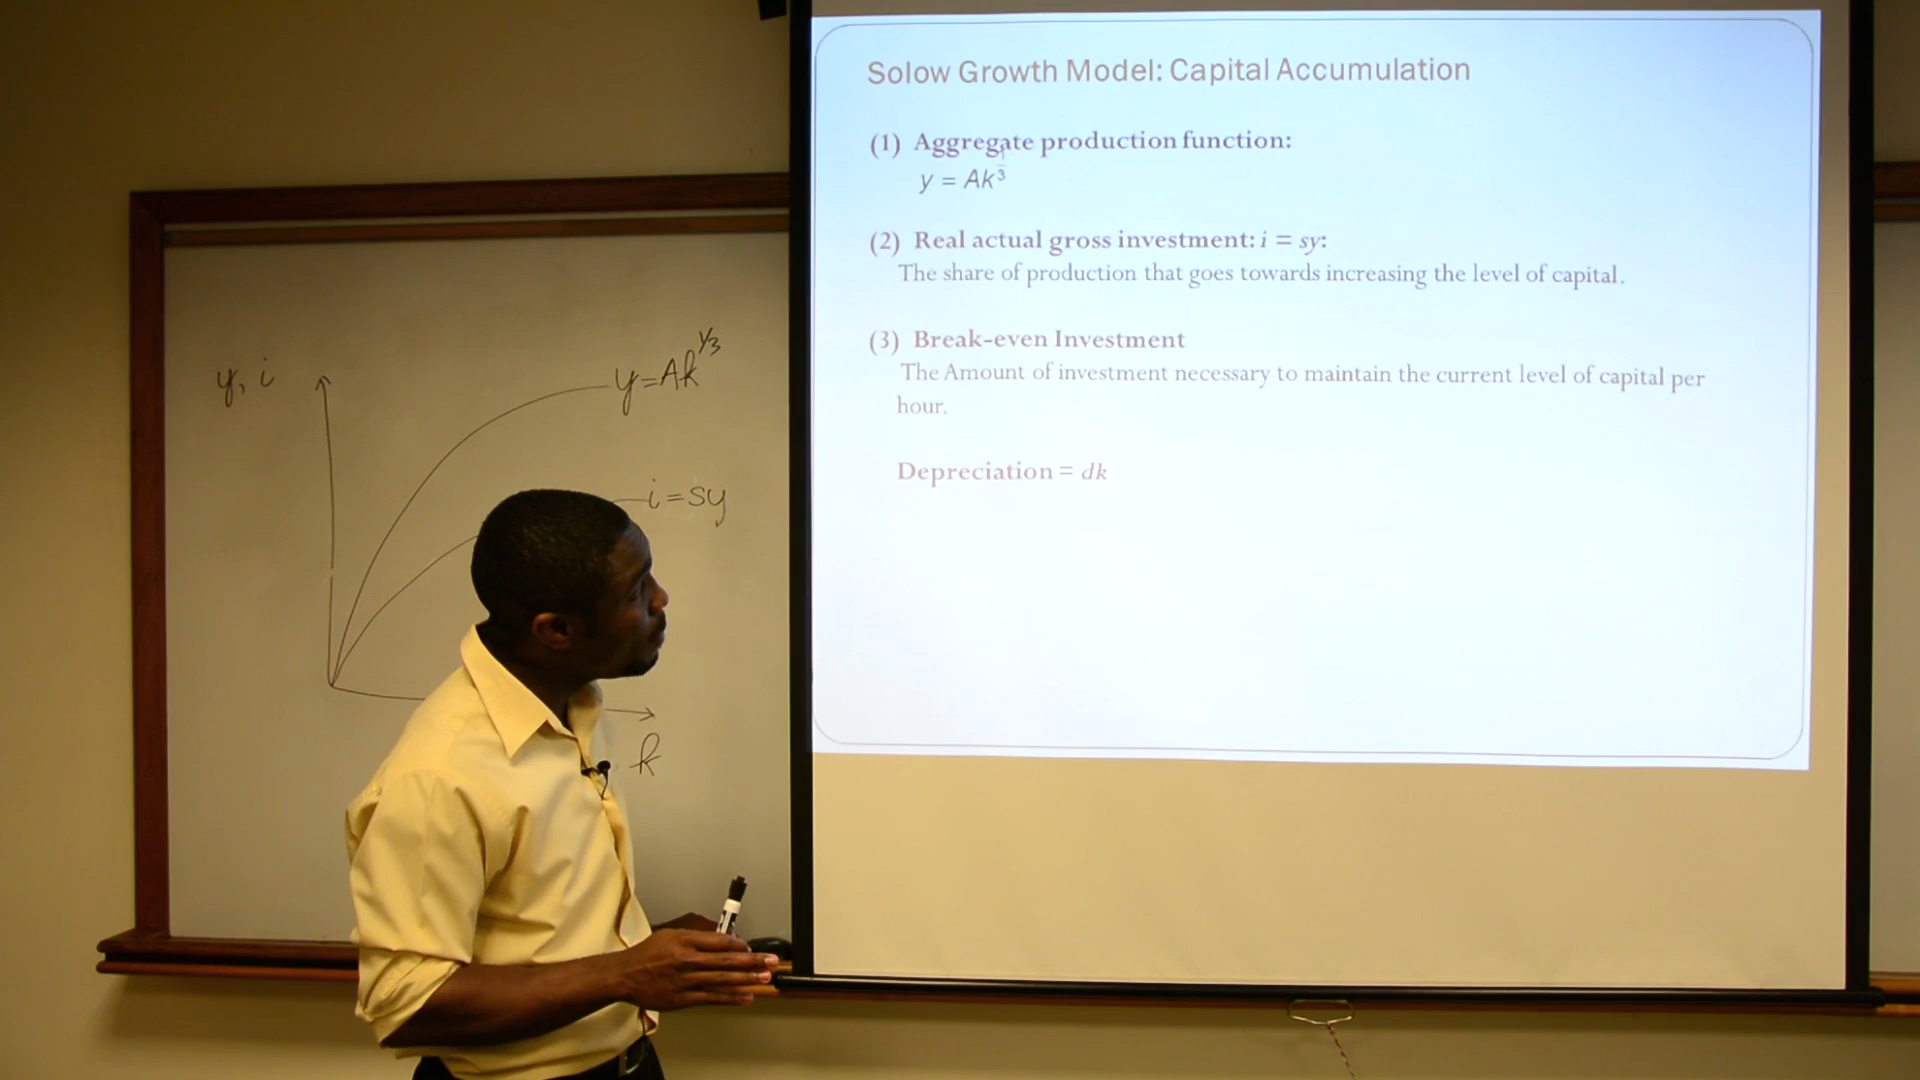 y, i
y=Ak^1/3
i=sy
k
Solow Growth Model: Capital Accumulation
(1) Aggregate production function:
y = Ak^1/3
(2) Real actual gross investment: i = sy:
The share of production that goes towards increasing the level of capital.
(3) Break-even Investment
The Amount of investment necessary to maintain the current level of capital per
hour.
Depreciation = dk